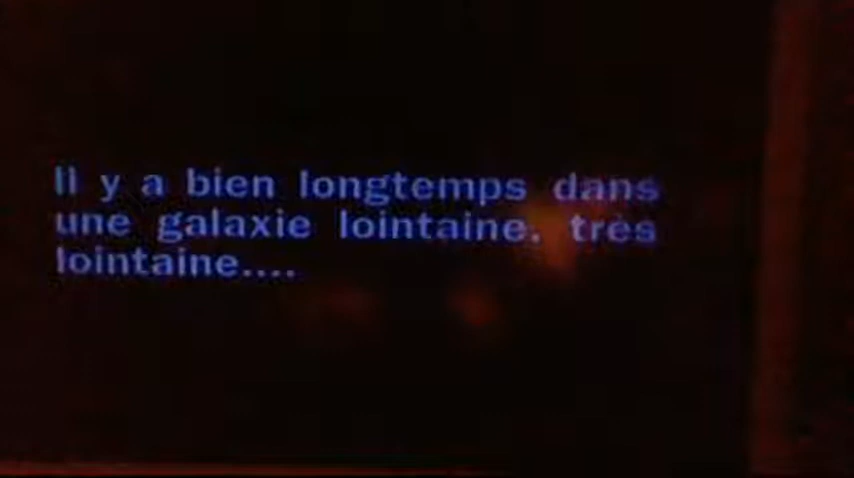 Il y a bien longtemps dans
une galaxie lointaine, très
lointaine....